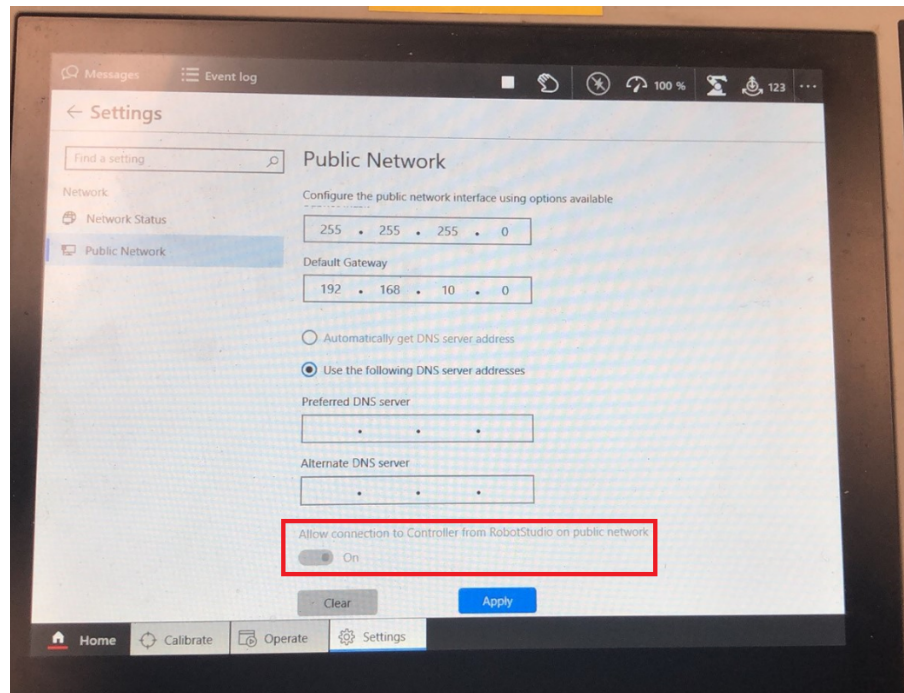 Messages
Event log
100 %
123
Settings
Find a setting
Network
Network Status
Public Network
Public Network
Configure the public network interface using options available
255 . 255 . 255 . 0
Default Gateway
192 . 168 . 10 . 0
Automatically get DNS server address
Use the following DNS server addresses
Preferred DNS server
Alternate DNS server
Allow connection to Controller from RobotStudio on public network
On
Clear
Apply
Home
Calibrate
Operate
Settings